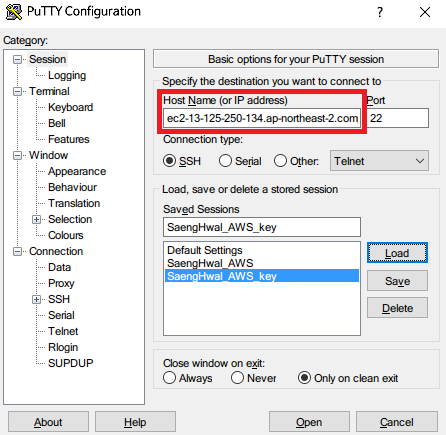 PuTTY Configuration
Category:
Session
Logging
Terminal
Keyboard
Bell
Features
Window
Appearance
Behaviour
Translation
Selection
Colours
Connection
Data
Proxy
SSH
Serial
Telnet
Rlogin
SUPDUP
Basic options for your PuTTY session
Specify the destination you want to connect to
Host Name (or IP address) Port
ec2-13-125-250-134.ap-northeast-2.com 22
Connection type:
SSH Serial Other: Telnet
Load, save or delete a stored session
Saved Sessions
SaengHwal_AWS_key
Default Settings
SaengHwal_AWS
SaengHwal_AWS_key
Load
Save
Delete
Close window on exit:
Always Never Only on clean exit
About Help Open Cancel